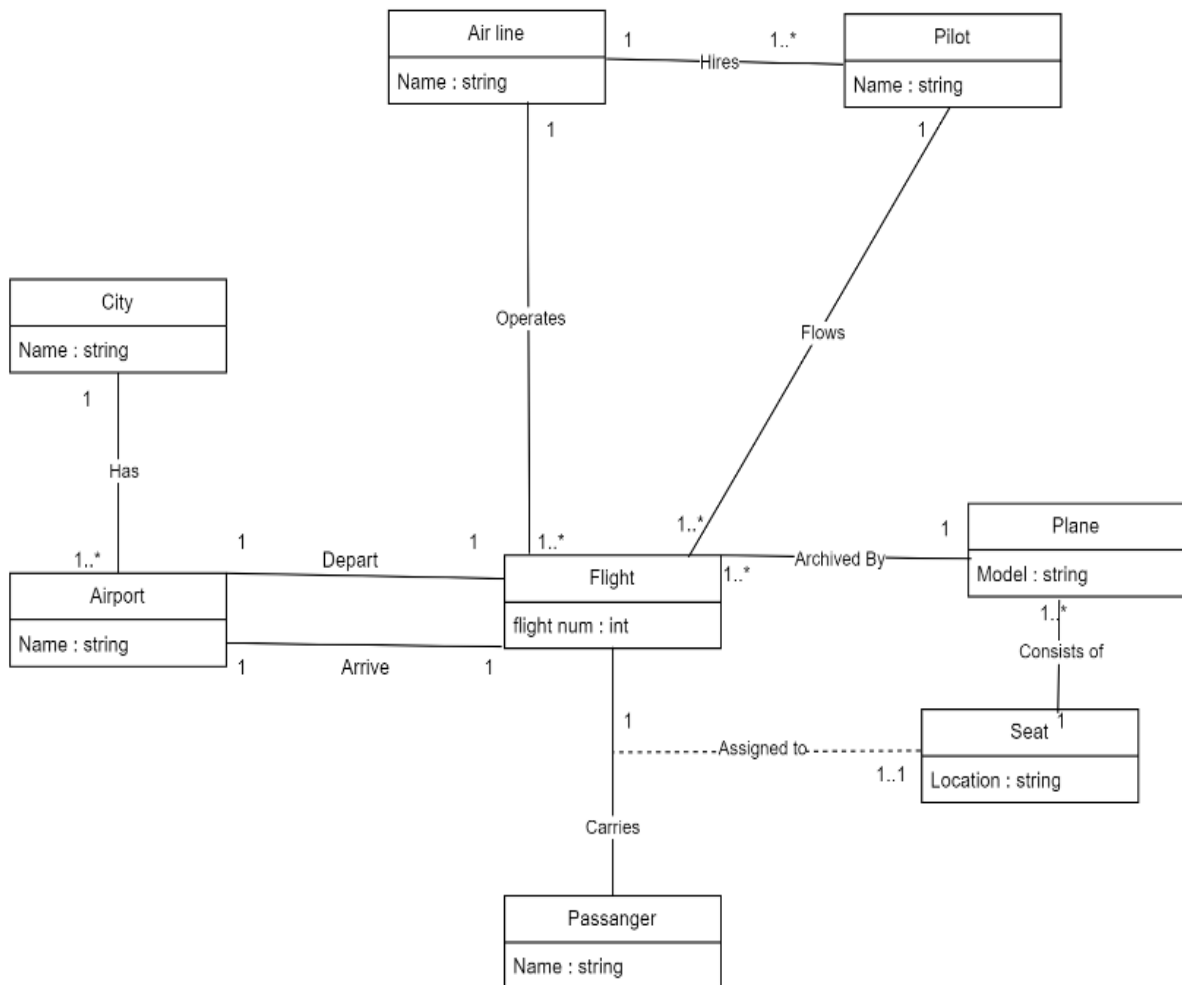 Air line
Name : string
1
Hires
1..*
Pilot
Name : string
1
1
City
Name : string
1
Operates
Flows
Has
1..*
1
Depart
1
1..*
1..*
1
Plane
Model : string
Archived By
1..*
Airport
Name : string
Flight
flight num : int
1
Arrive
1
1..*
Consists of
1
Seat
Location : string
1
Assigned to
1..1
Carries
Passanger
Name : string